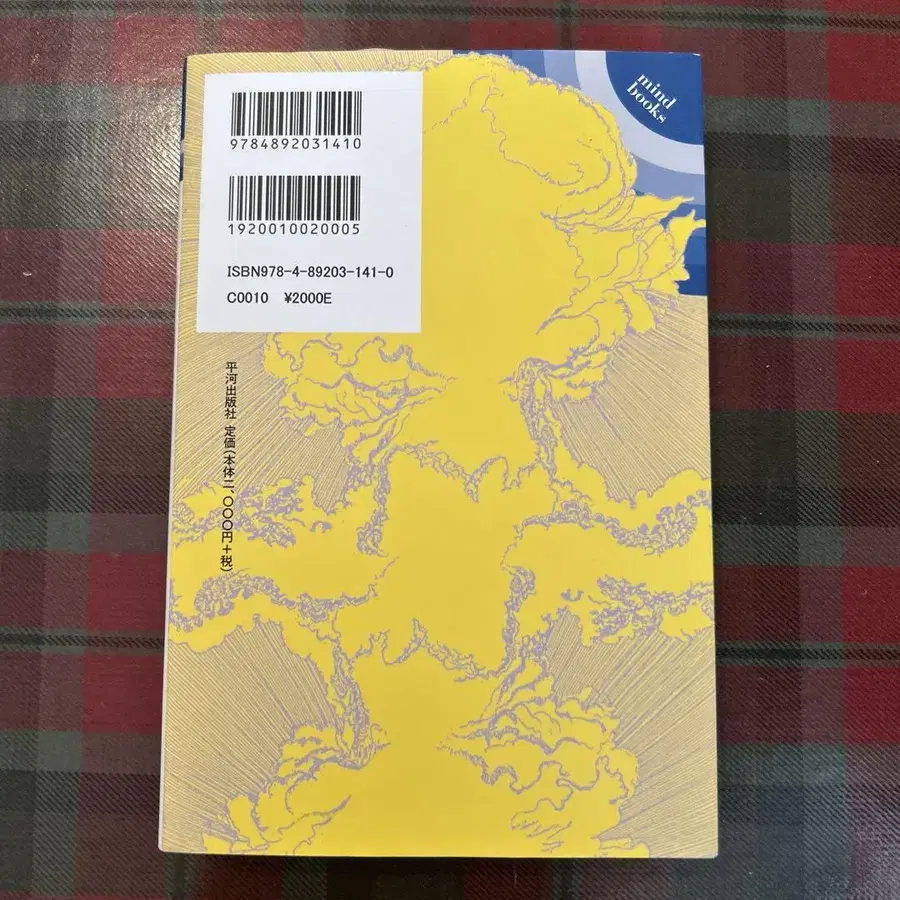 9784892031410
1920010020005
ISBN978-4-89203-141-0
C0010 ¥2000E
mind
books
平河出版社 定価(本体二、〇〇〇円+税)